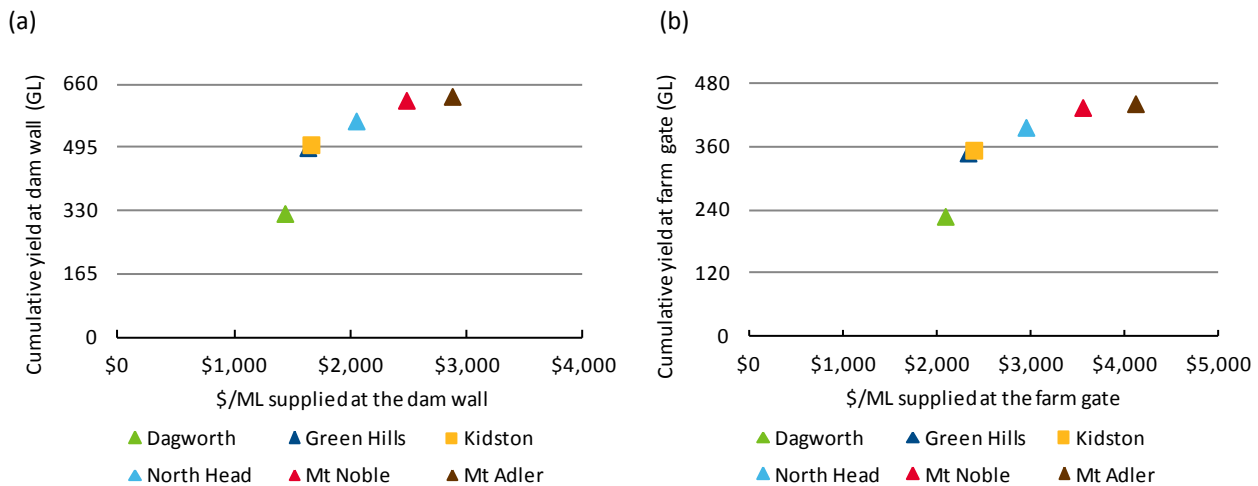 (a)
Cumulative yield at dam wall (GL)
660
495
330
165
0
$0 $1,000 $2,000 $3,000 $4,000
$/ML supplied at the dam wall
Dagworth Green Hills Kidston
North Head Mt Noble Mt Adler
(b)
Cumulative yield at farm gate (GL)
480
360
240
120
0
$0 $1,000 $2,000 $3,000 $4,000 $5,000
$/ML supplied at the farm gate
Dagworth Green Hills Kidston
North Head Mt Noble Mt Adler